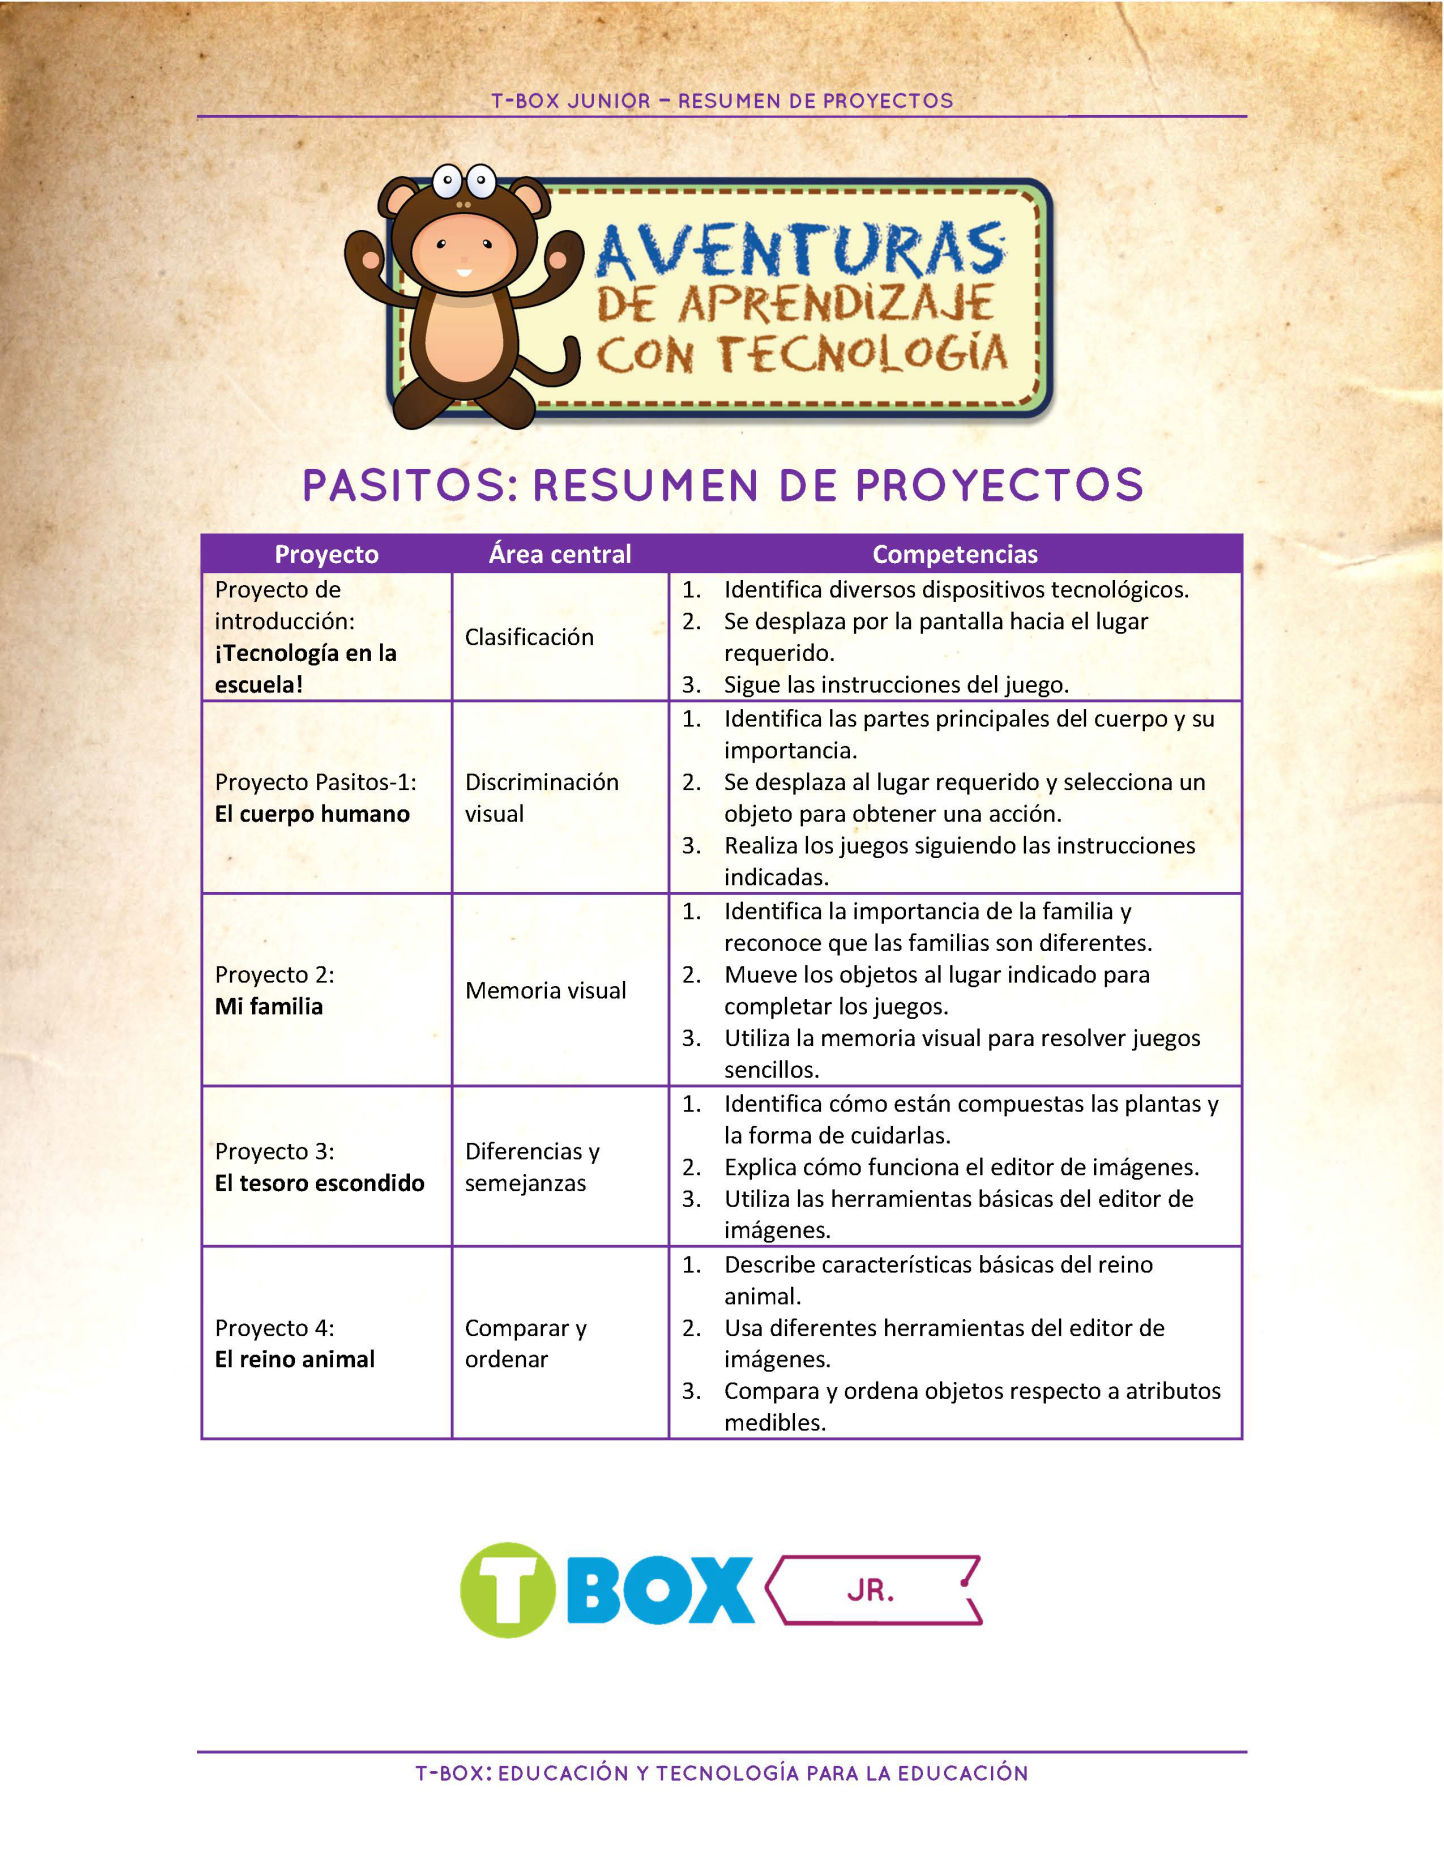 T-BOX JUNIOR – RESUMEN DE PROYECTOS
AVENTURAS
DE APRENDIZAJE
CON TECNOLOGÍA
PASITOS: RESUMEN DE PROYECTOS
Proyecto Área central Competencias
Proyecto de
introducción:
¡Tecnología en la
escuela!
Clasificación
1. Identifica diversos dispositivos tecnológicos.
2. Se desplaza por la pantalla hacia el lugar
requerido.
3. Sigue las instrucciones del juego.
Proyecto Pasitos-1:
El cuerpo humano
Discriminación
visual
1. Identifica las partes principales del cuerpo y su
importancia.
2. Se desplaza al lugar requerido y selecciona un
objeto para obtener una acción.
3. Realiza los juegos siguiendo las instrucciones
indicadas.
Proyecto 2:
Mi familia
Memoria visual
1. Identifica la importancia de la familia y
reconoce que las familias son diferentes.
2. Mueve los objetos al lugar indicado para
completar los juegos.
3. Utiliza la memoria visual para resolver juegos
sencillos.
Proyecto 3:
El tesoro escondido
Diferencias y
semejanzas
1. Identifica cómo están compuestas las plantas y
la forma de cuidarlas.
2. Explica cómo funciona el editor de imágenes.
3. Utiliza las herramientas básicas del editor de
imágenes.
Proyecto 4:
El reino animal
Comparar y
ordenar
1. Describe características básicas del reino
animal.
2. Usa diferentes herramientas del editor de
imágenes.
3. Compara y ordena objetos respecto a atributos
medibles.
T BOX JR.
T-BOX: EDUCACIÓN Y TECNOLOGÍA PARA LA EDUCACIÓN